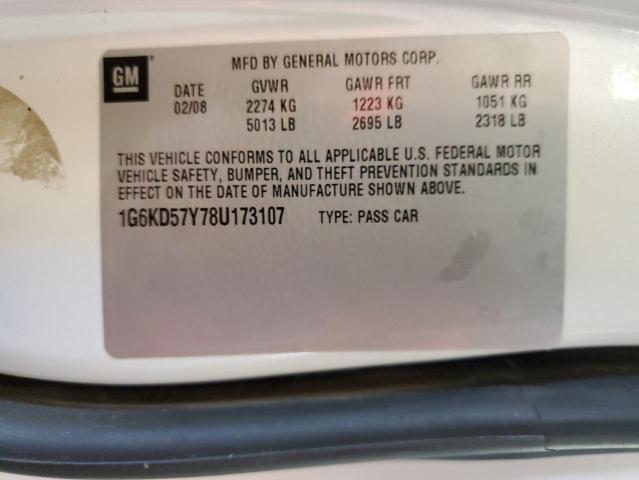 GM
MFD BY GENERAL MOTORS CORP.
DATE GVWR GAWR FRT GAWR RR
02/08 2274 KG 1223 KG 1051 KG
5013 LB 2695 LB 2318 LB
THIS VEHICLE CONFORMS TO ALL APPLICABLE U.S. FEDERAL MOTOR
VEHICLE SAFETY, BUMPER, AND THEFT PREVENTION STANDARDS IN
EFFECT ON THE DATE OF MANUFACTURE SHOWN ABOVE.
1G6KD57Y78U173107 TYPE: PASS CAR